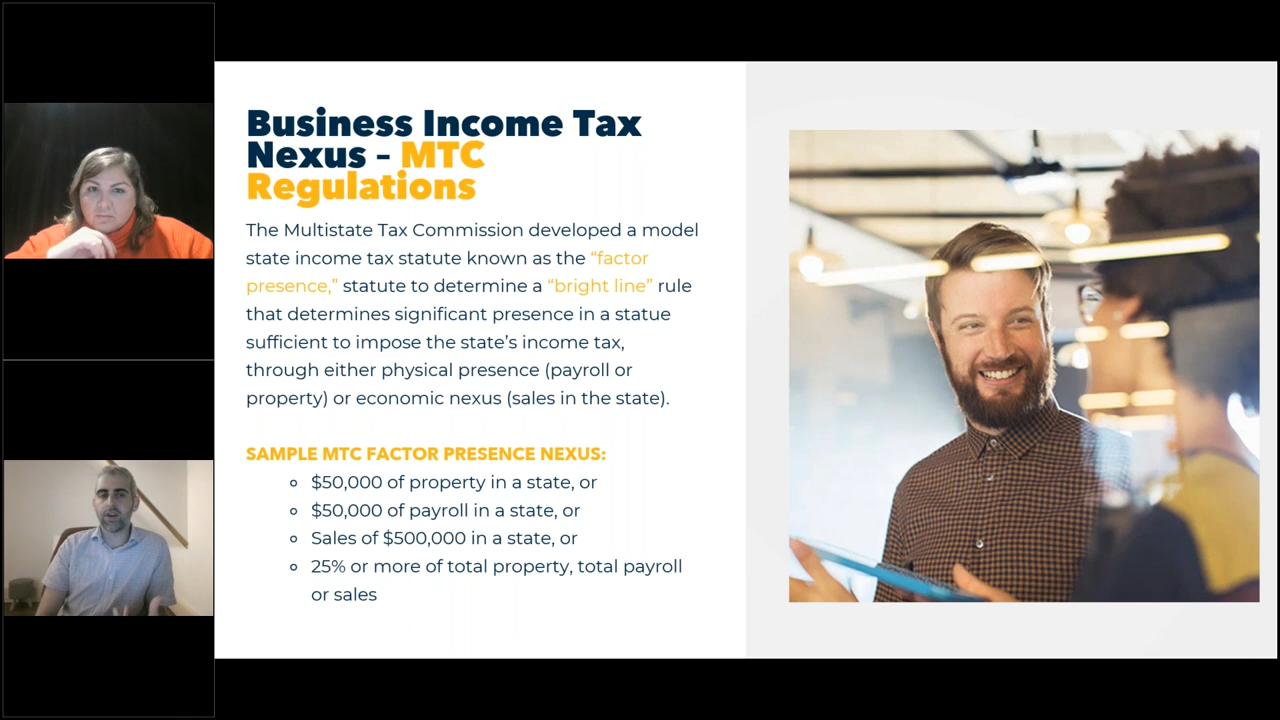 Business Income Tax
Nexus – MTC
Regulations
The Multistate Tax Commission developed a model
state income tax statute known as the “factor
presence,” statute to determine a “bright line” rule
that determines significant presence in a statue
sufficient to impose the state’s income tax,
through either physical presence (payroll or
property) or economic nexus (sales in the state).
SAMPLE MTC FACTOR PRESENCE NEXUS:
◦ $50,000 of property in a state, or
◦ $50,000 of payroll in a state, or
◦ Sales of $500,000 in a state, or
◦ 25% or more of total property, total payroll
or sales